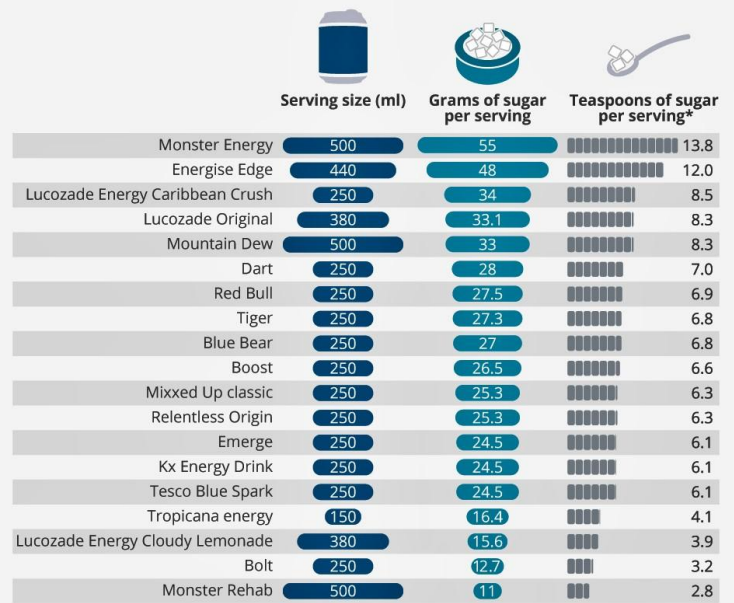 Serving size (ml) Grams of sugar per serving Teaspoons of sugar per serving*
Monster Energy 500 55 13.8
Energise Edge 440 48 12.0
Lucozade Energy Caribbean Crush 250 34 8.5
Lucozade Original 380 33.1 8.3
Mountain Dew 500 33 8.3
Dart 250 28 7.0
Red Bull 250 27.5 6.9
Tiger 250 27.3 6.8
Blue Bear 250 27 6.8
Boost 250 26.5 6.6
Mixxed Up classic 250 25.3 6.3
Relentless Origin 250 25.3 6.3
Emerge 250 24.5 6.1
Kx Energy Drink 250 24.5 6.1
Tesco Blue Spark 250 24.5 6.1
Tropicana energy 150 16.4 4.1
Lucozade Energy Cloudy Lemonade 380 15.6 3.9
Bolt 250 12.7 3.2
Monster Rehab 500 11 2.8